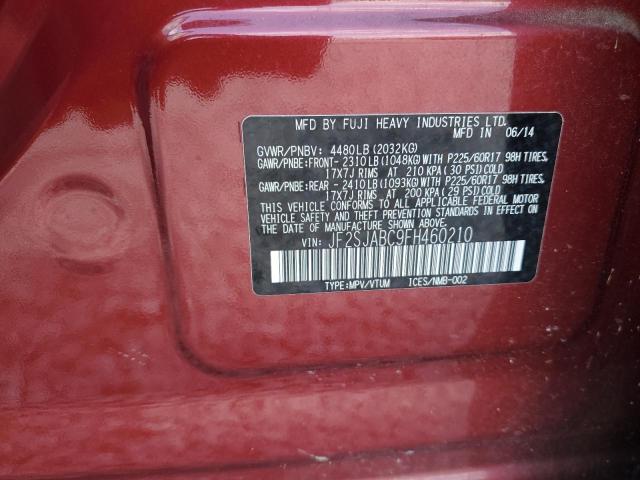 MFD BY FUJI HEAVY INDUSTRIES LTD.
MFD IN 06/14
GVWR/PNBV: 4480LB (2032KG)
GAWR/PNBE:FRONT- 2310LB (1048KG) WITH P225/60R17 98H TIRES,
17X7J RIMS AT 210 KPA( 30 PSI)COLD
GAWR/PNBE:REAR - 2410LB (1093KG) WITH P225/60R17 98H TIRES,
17X7J RIMS AT 200 KPA( 29 PSI)COLD
THIS VEHICLE CONFORMS TO ALL APPLICABLE FEDERAL MOTOR
VEHICLE SAFETY AND THEFT PREVENTION STANDARDS IN EFFECT ON
THE DATE OF MANUFACTURE SHOWN ABOVE.
VIN: JF2SJABC9FH460210
TYPE:MPV/VTUM ICES/NMB-002